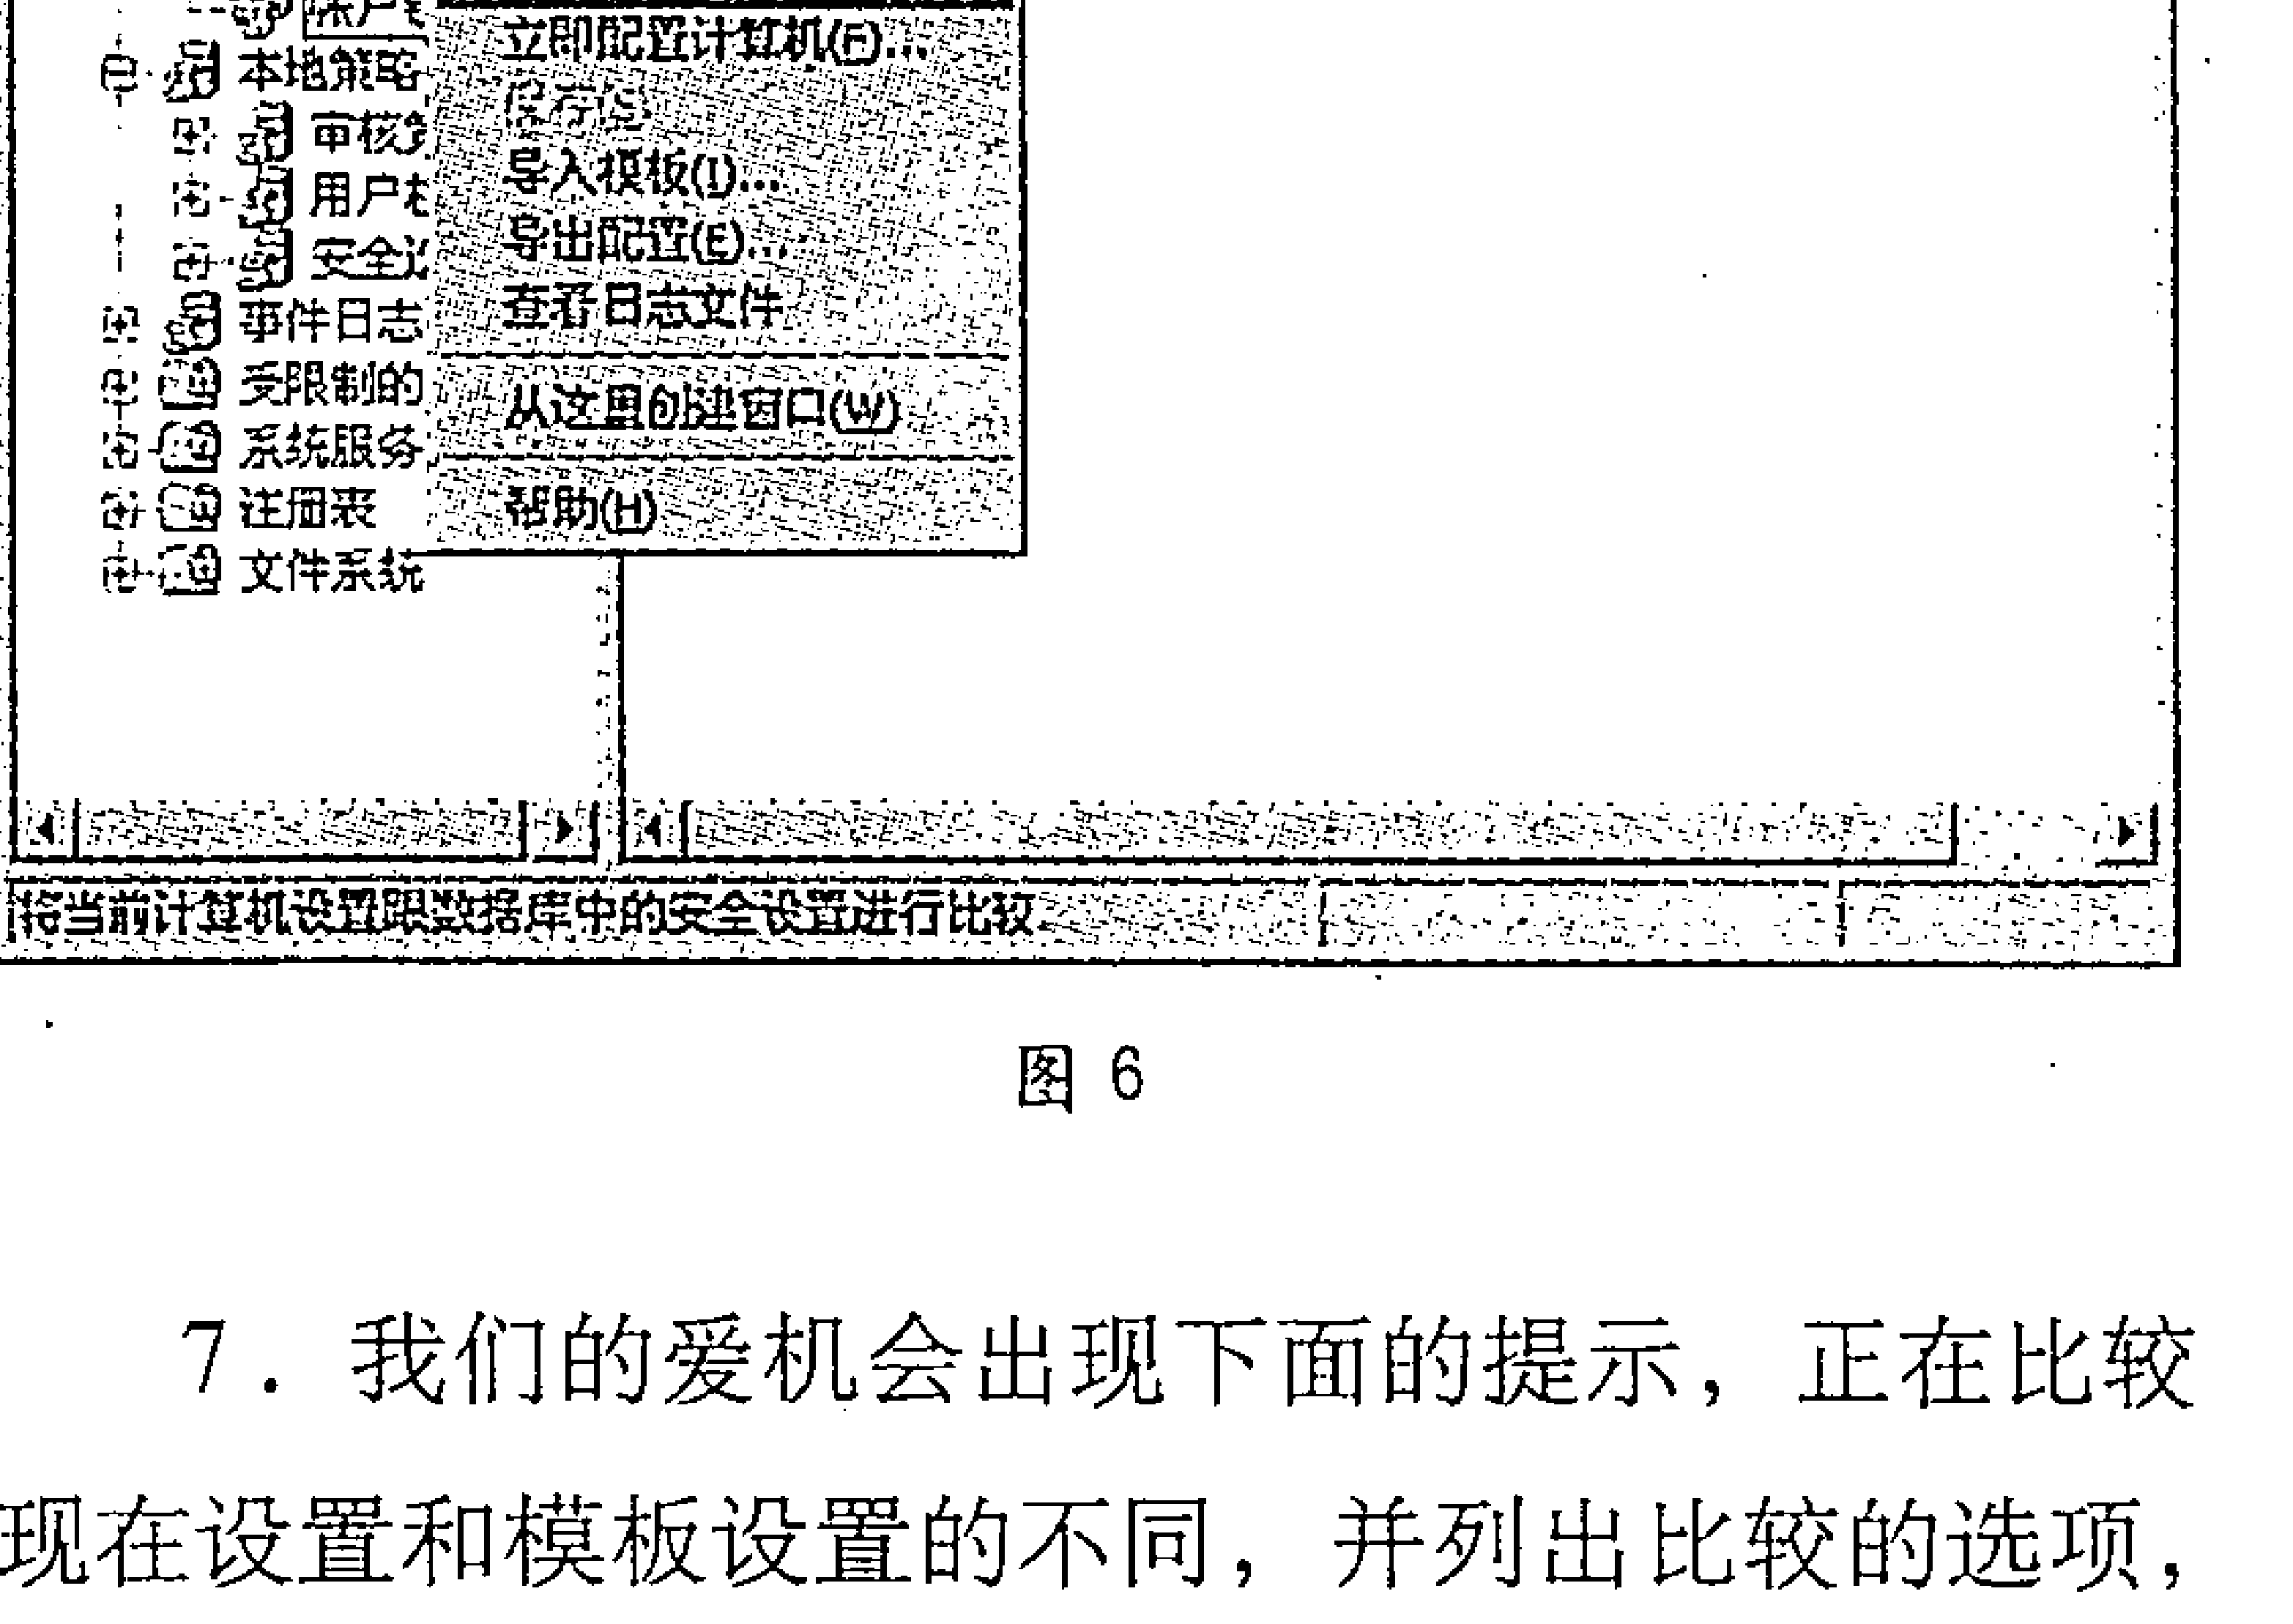 立即配置计算机(F)...
本地策略
保存(S)
审核
导入模板(I)...
用户
导出配置(E)...
安全
查看日志文件
事件日志
受限制的
从这里创建窗口(W)
系统服务
注册表
帮助(H)
文件系统
将当前计算机设置跟数据库中的安全设置进行比较.
图 6
7. 我们的爱机会出现下面的提示，正在比较
现在设置和模板设置的不同，并列出比较的选项，